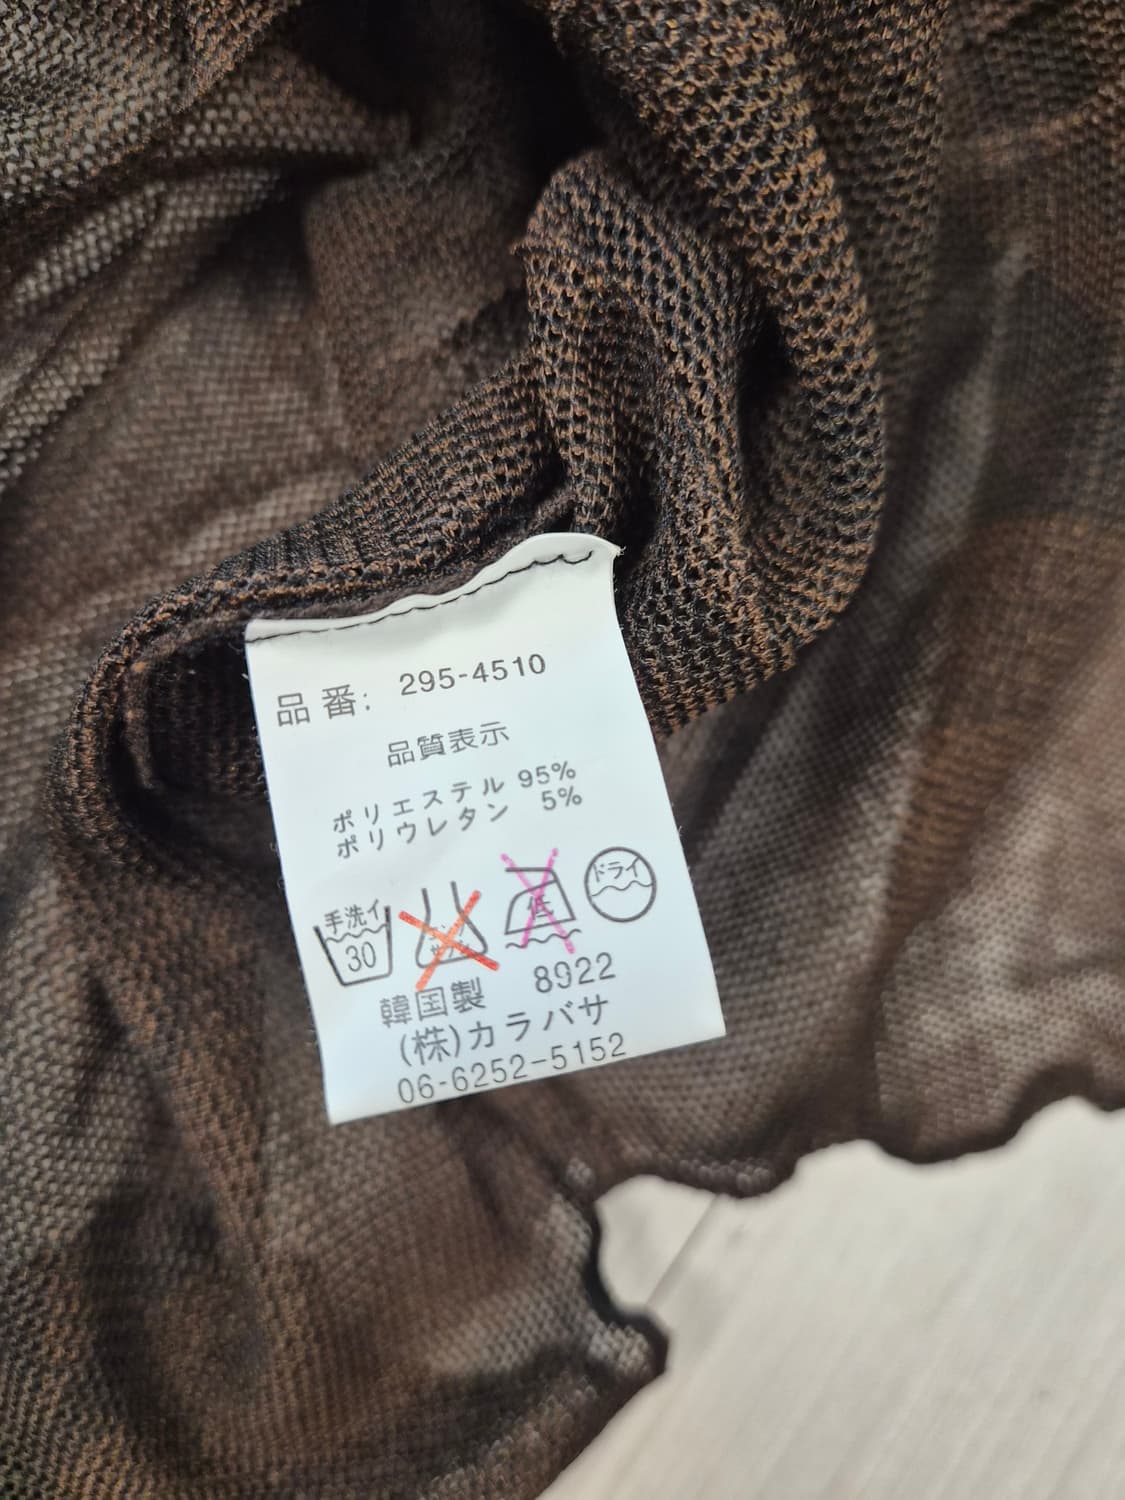 品番: 295-4510
品質表示
ポリエステル 95%
ポリウレタン 5%
手洗イ 30 低 ドライ
韓国製 8922
(株)カラバサ
06-6252-5152